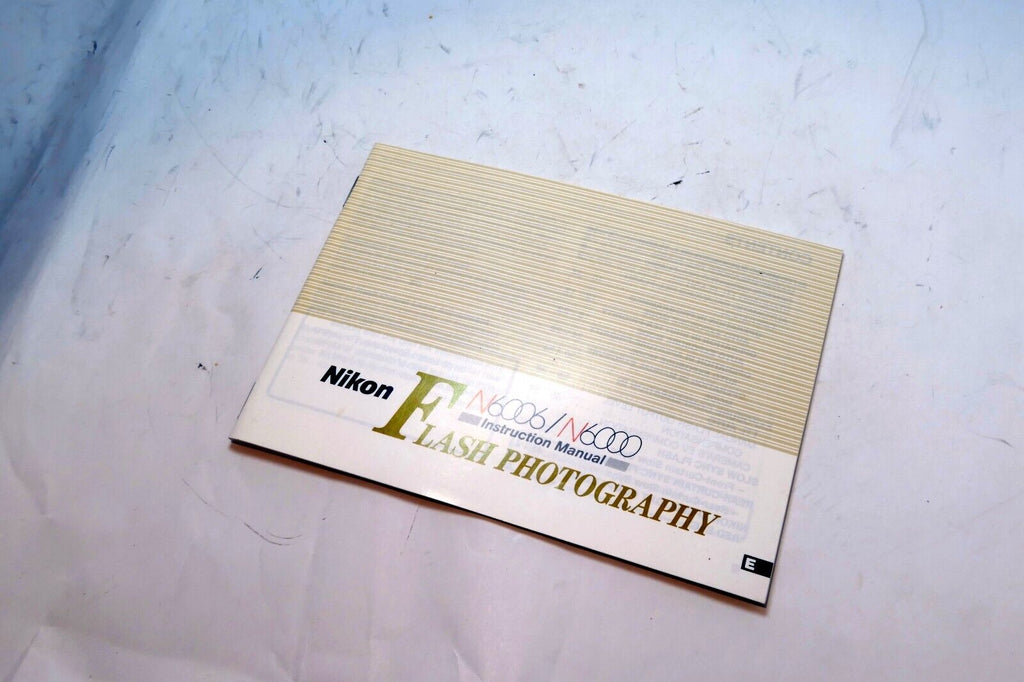 Nikon
N6006/N6000
Instruction Manual
FLASH PHOTOGRAPHY
E